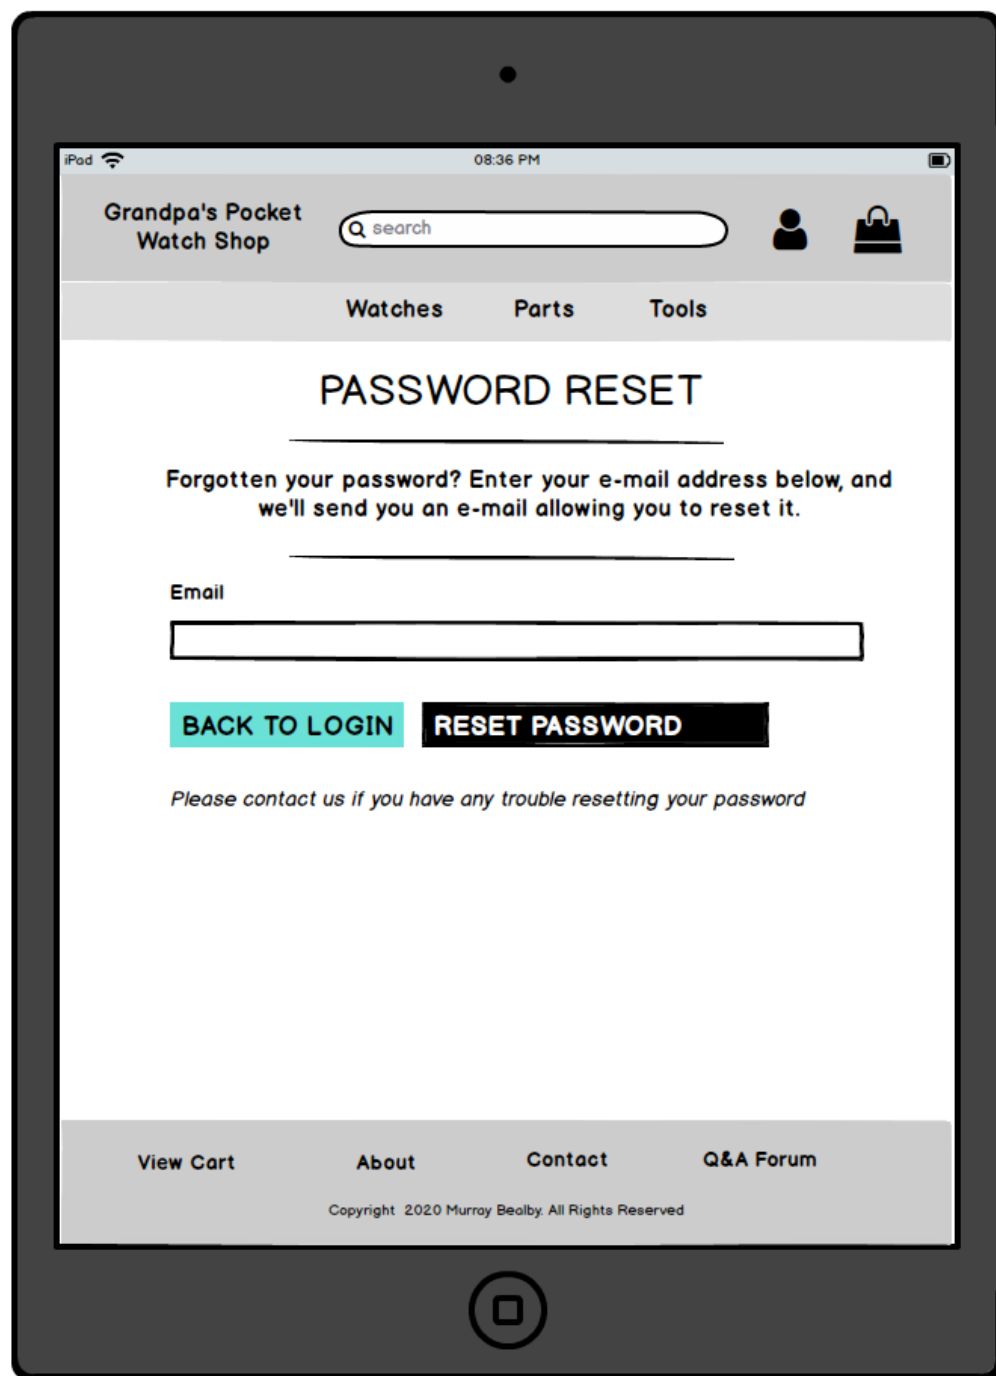 iPad
08:36 PM
Grandpa's Pocket
Watch Shop
search
Watches Parts Tools
PASSWORD RESET
Forgotten your password? Enter your e-mail address below, and
we'll send you an e-mail allowing you to reset it.
Email
BACK TO LOGIN RESET PASSWORD
Please contact us if you have any trouble resetting your password
View Cart About Contact Q&A Forum
Copyright 2020 Murray Bealby. All Rights Reserved